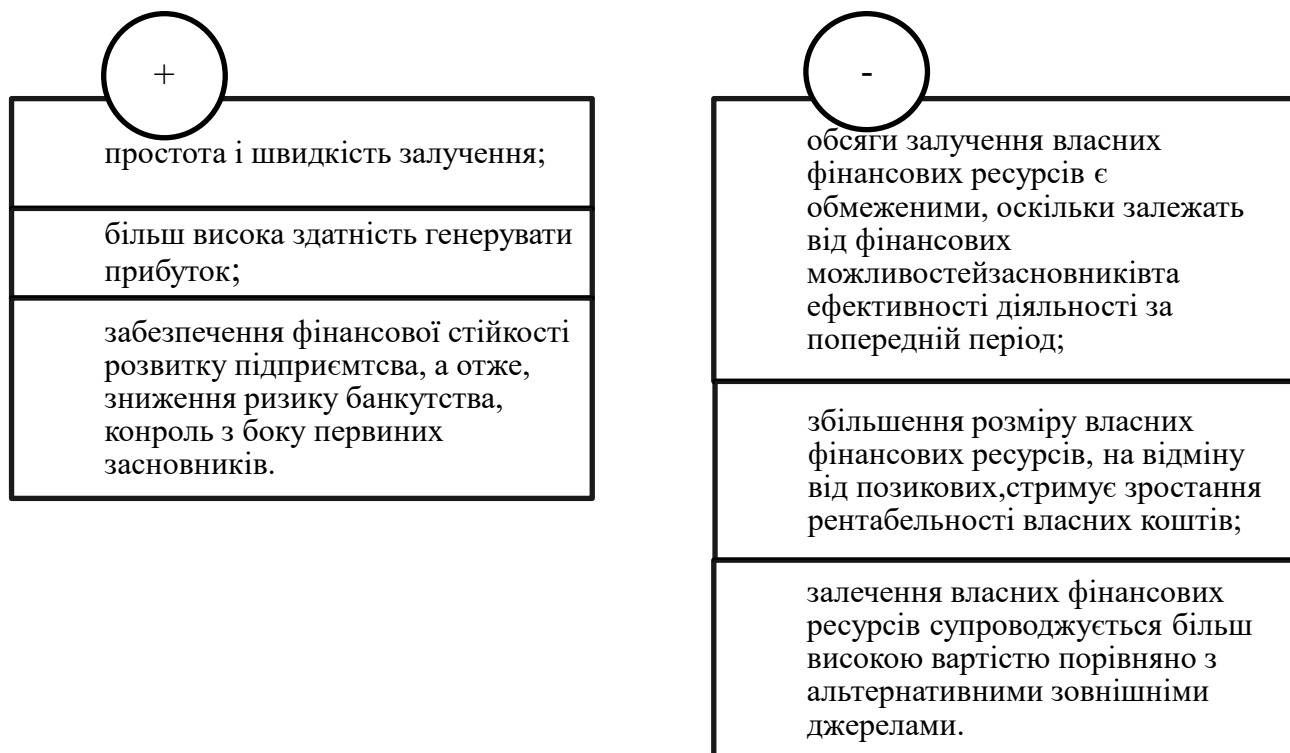 +
простота і швидкість залучення;
більш висока здатність генерувати
прибуток;
забезпечення фінансової стійкості
розвитку підприємтсва, а отже,
зниження ризику банкутства,
конроль з боку первиних
засновників.
-
обсяги залучення власних
фінансових ресурсів є
обмеженими, оскільки залежать
від фінансових
можливостейзасновниківта
ефективності діяльності за
попередній період;
збільшення розміру власних
фінансових ресурсів, на відміну
від позикових,стримує зростання
рентабельності власних коштів;
залечення власних фінансових
ресурсів супроводжується більш
високою вартістю порівняно з
альтернативними зовнішніми
джерелами.